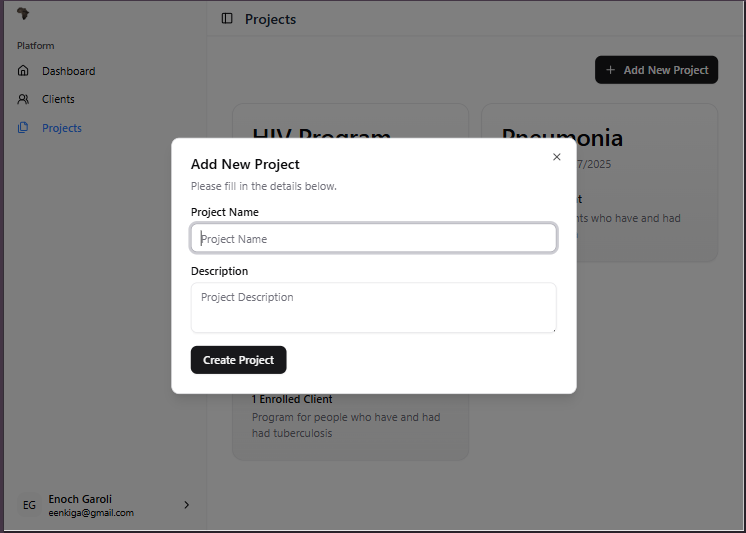 Projects
Platform
Dashboard
Clients
Projects
Add New Project
HIV Program
Pneumonia
7/2025
Add New Project
Please fill in the details below.
Project Name
Project Name
Description
Project Description
Create Project
who have and had
1 Enrolled Client
Program for people who have and had
had tuberculosis
EG
Enoch Garoli
eenkiga@gmail.com